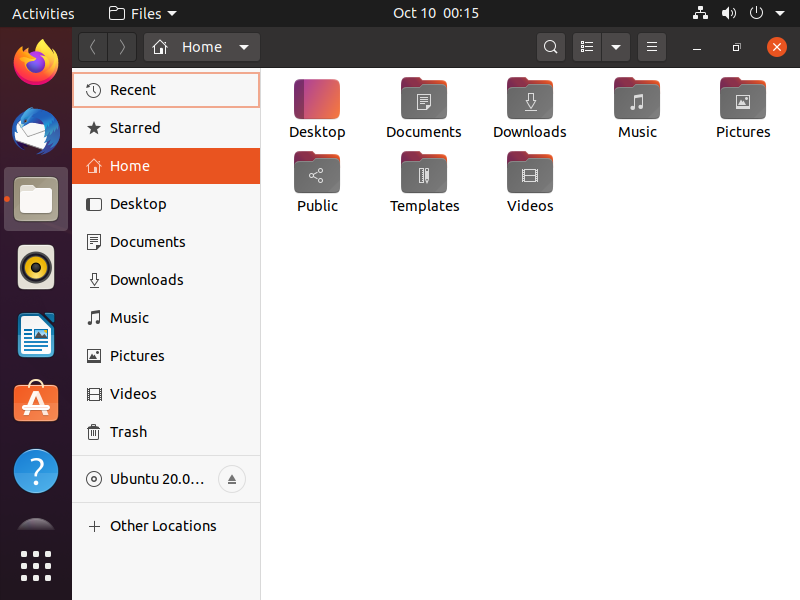 Activities Files Oct 10 00:15
Home
Recent
Starred
Home
Desktop
Documents
Downloads
Music
Pictures
Videos
Trash
Ubuntu 20.0…
Other Locations
Desktop Documents Downloads Music Pictures
Public Templates Videos